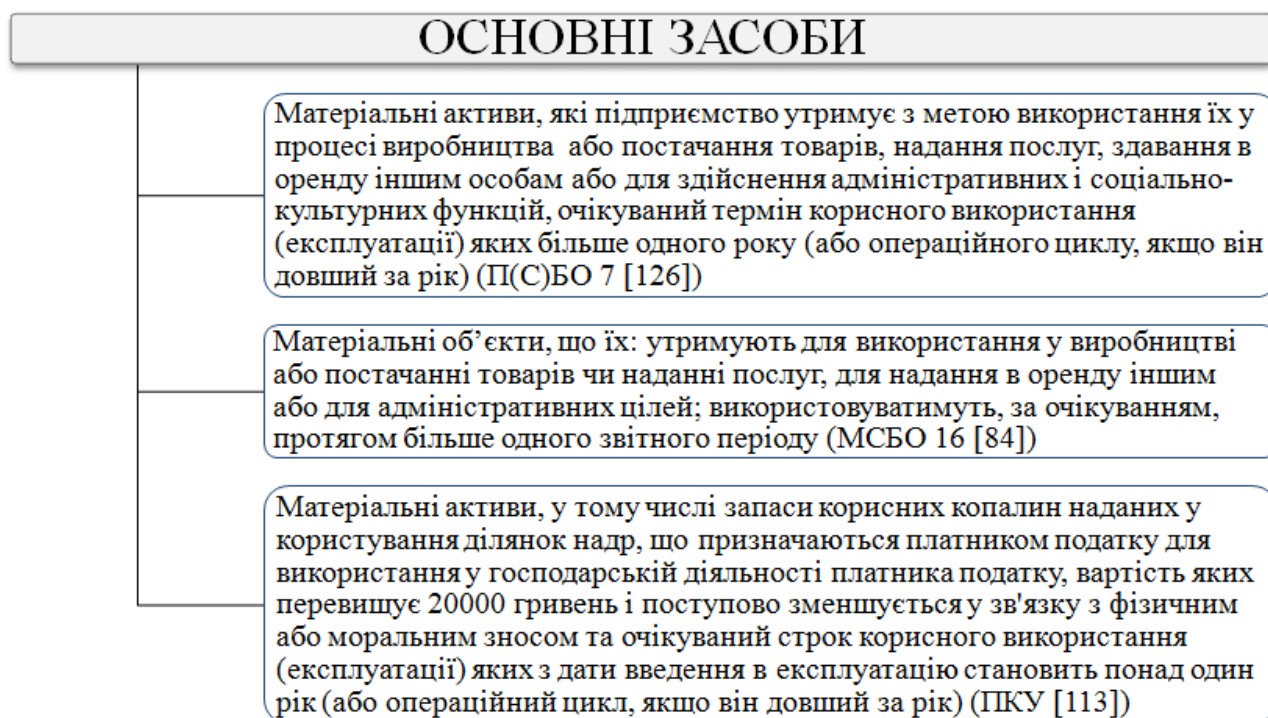 ОСНОВНІ ЗАСОБИ
Матеріальні активи, які підприємство утримує з метою використання їх у
процесі виробництва або постачання товарів, надання послуг, здавання в
оренду іншим особам або для здійснення адміністративних і соціально-
культурних функцій, очікуваний термін корисного використання
(експлуатації) яких більше одного року (або операційного циклу, якщо він
довший за рік) (П(С)БО 7 [126])
Матеріальні об’єкти, що їх: утримують для використання у виробництві
або постачанні товарів чи наданні послуг, для надання в оренду іншим
або для адміністративних цілей; використовуватимуть, за очікуванням,
протягом більше одного звітного періоду (МСБО 16 [84])
Матеріальні активи, у тому числі запаси корисних копалин наданих у
користування ділянок надр, що призначаються платником податку для
використання у господарській діяльності платника податку, вартість яких
перевищує 20000 гривень і поступово зменшується у зв'язку з фізичним
або моральним зносом та очікуваний строк корисного використання
(експлуатації) яких з дати введення в експлуатацію становить понад один
рік (або операційний цикл, якщо він довший за рік) (ПКУ [113])